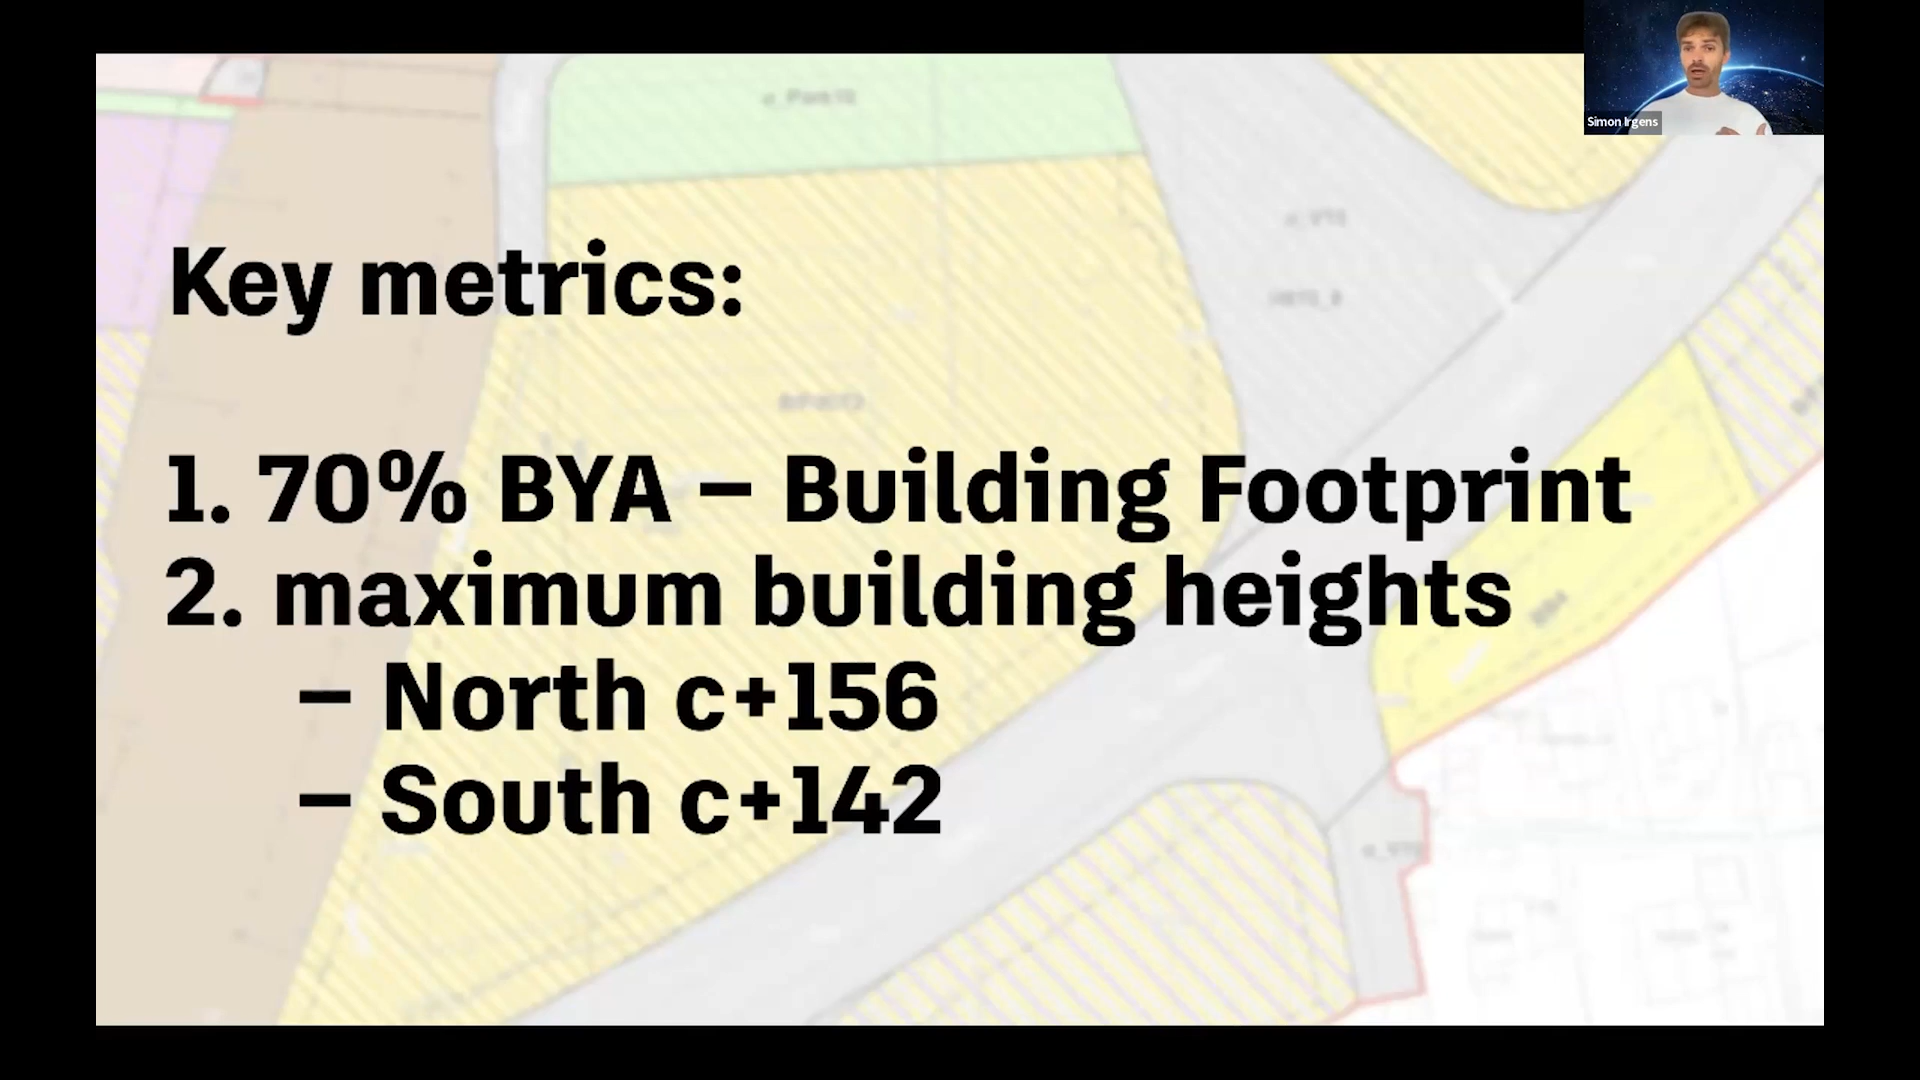 Simon Irgens
Key metrics:
1. 70% BYA – Building Footprint
2. maximum building heights
– North c+156
– South c+142